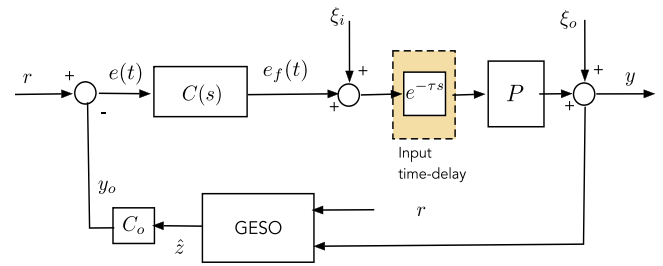 ξ_i
ξ_o
r
+
e(t)
C(s)
e_f(t)
+
+
e^{-τs}
P
+
+
y
-
Input
time-delay
y_o
C_o
ẑ
GESO
r